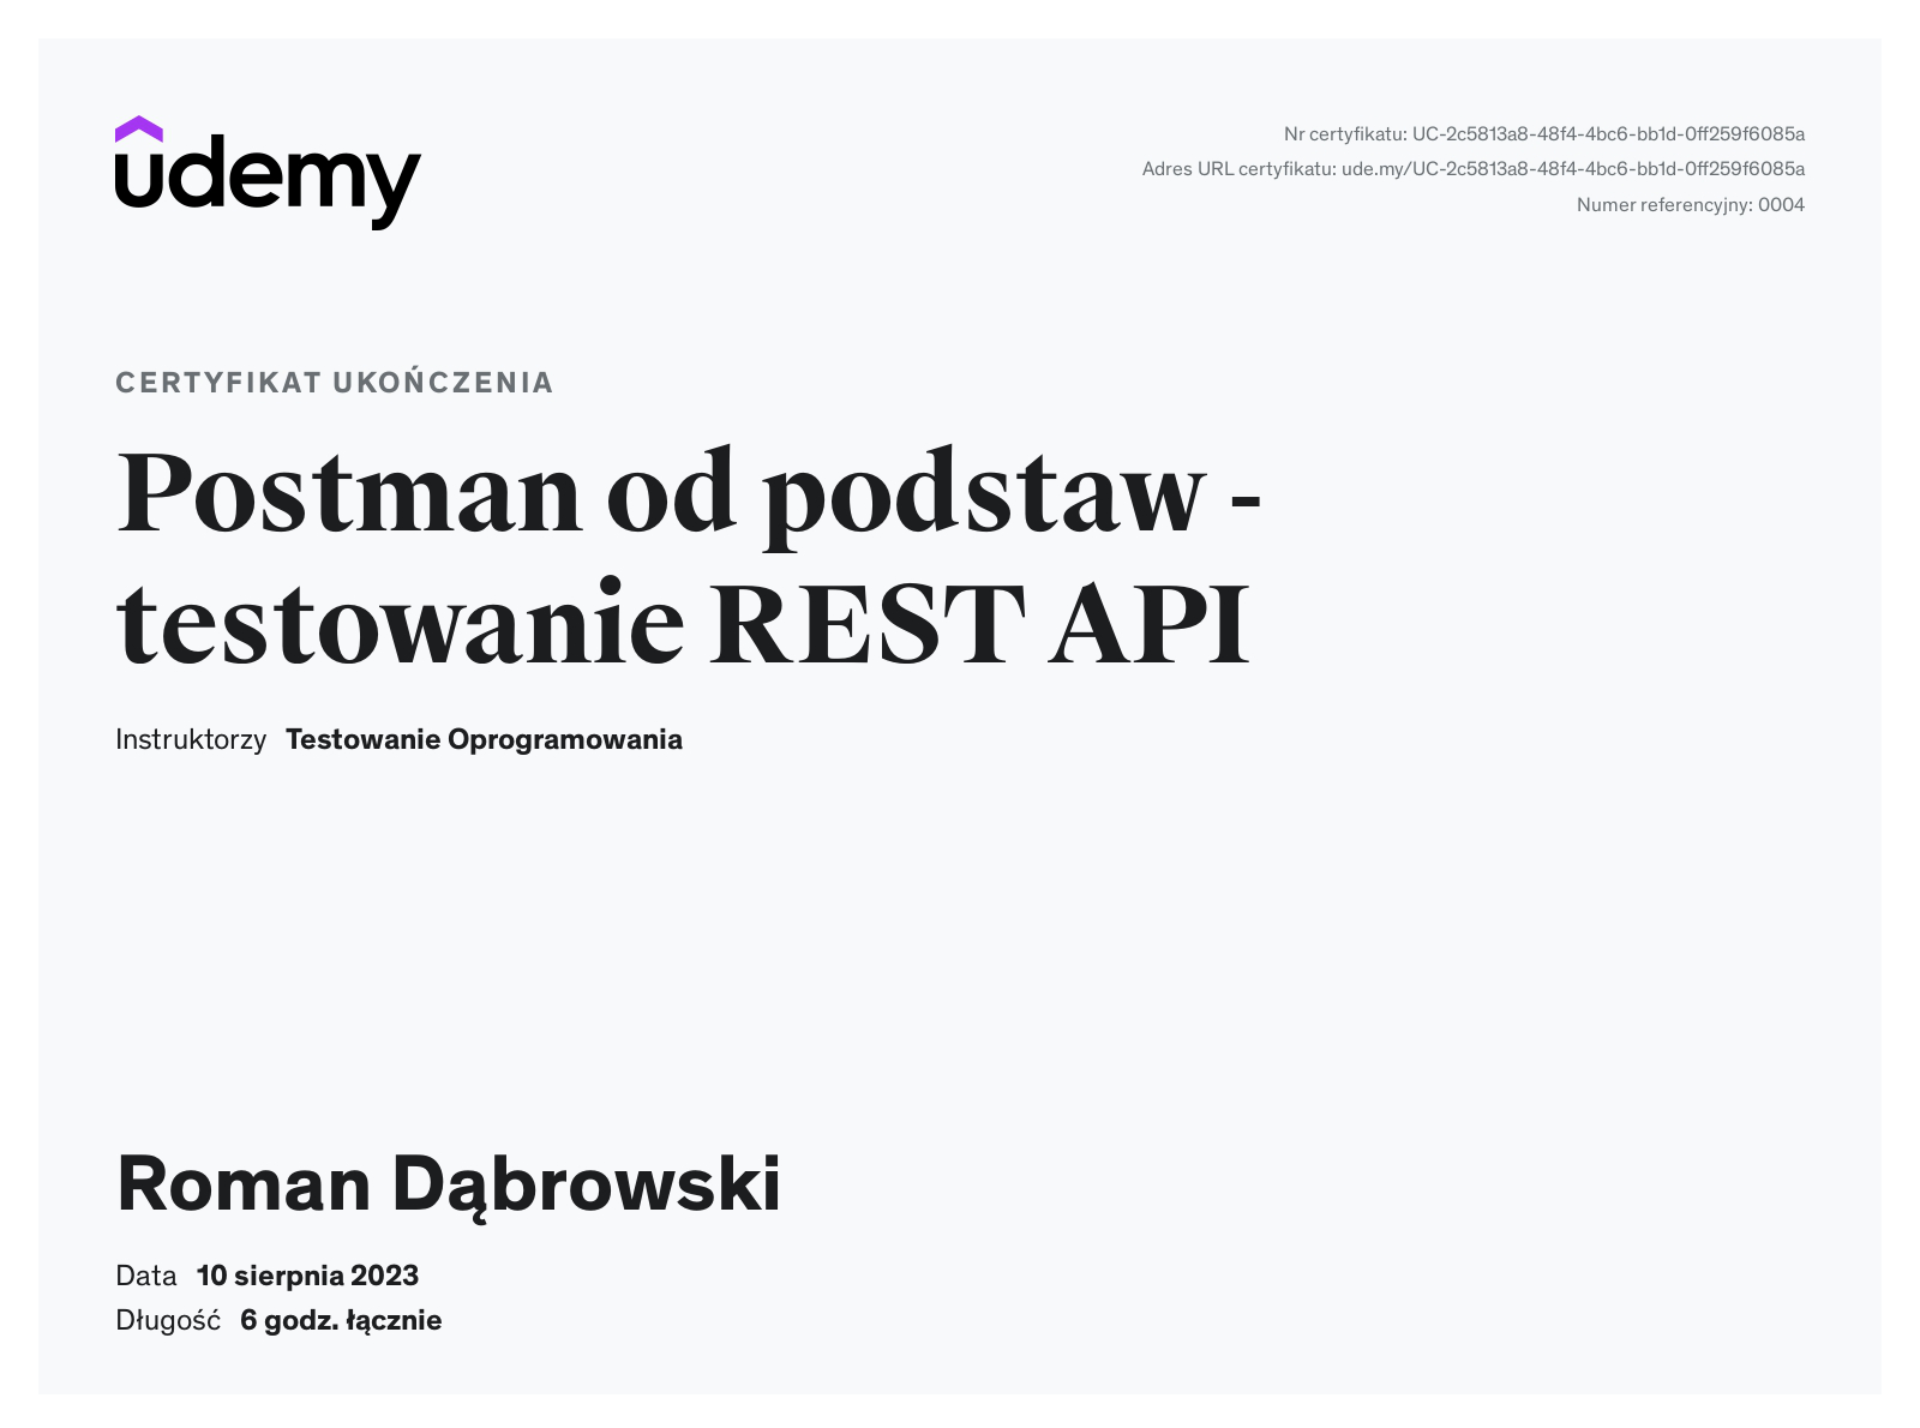 udemy
Nr certyfikatu: UC-2c5813a8-48f4-4bc6-bb1d-0ff259f6085a
Adres URL certyfikatu: ude.my/UC-2c5813a8-48f4-4bc6-bb1d-0ff259f6085a
Numer referencyjny: 0004
CERTYFIKAT UKOŃCZENIA
Postman od podstaw -
testowanie REST API
Instruktorzy Testowanie Oprogramowania
Roman Dąbrowski
Data 10 sierpnia 2023
Długość 6 godz. łącznie